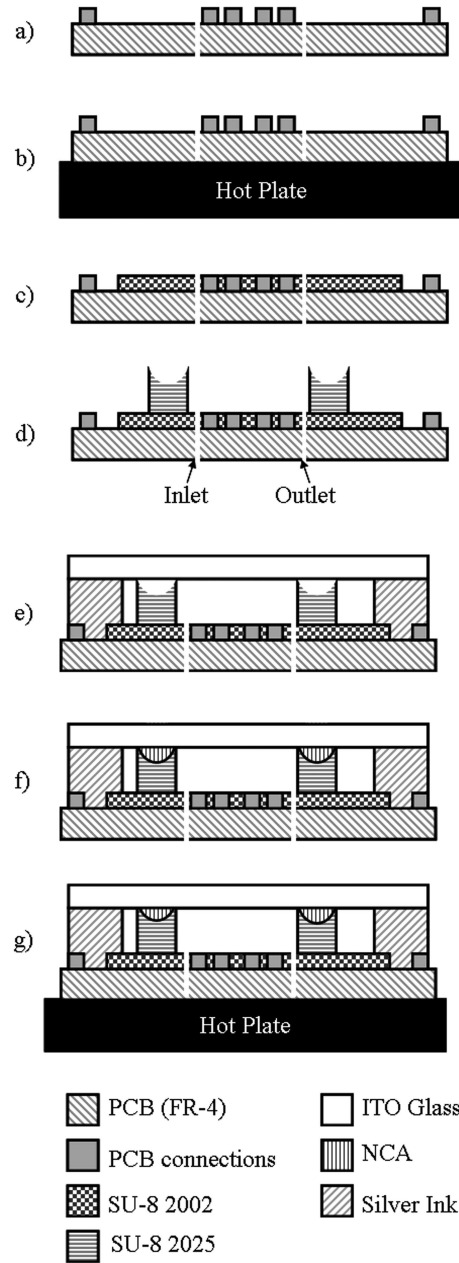 a)
b)
Hot Plate
c)
d)
Inlet
Outlet
e)
f)
g)
Hot Plate
PCB (FR-4)
ITO Glass
PCB connections
NCA
SU-8 2002
Silver Ink
SU-8 2025